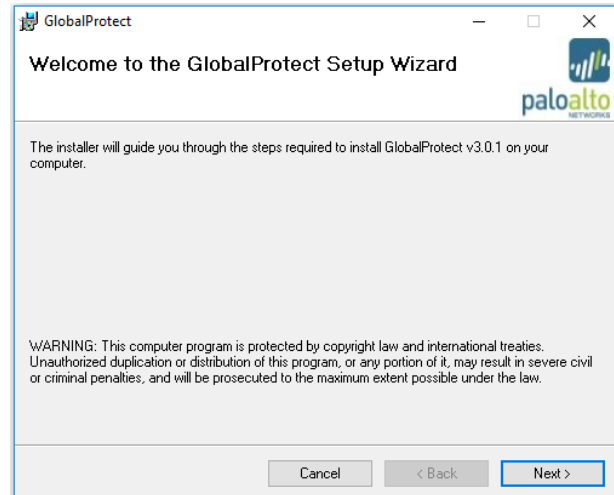 GlobalProtect
Welcome to the GlobalProtect Setup Wizard
paloalto
NETWORKS
The installer will guide you through the steps required to install GlobalProtect v3.0.1 on your
computer.
WARNING: This computer program is protected by copyright law and international treaties.
Unauthorized duplication or distribution of this program, or any portion of it, may result in severe civil
or criminal penalties, and will be prosecuted to the maximum extent possible under the law.
Cancel < Back Next >